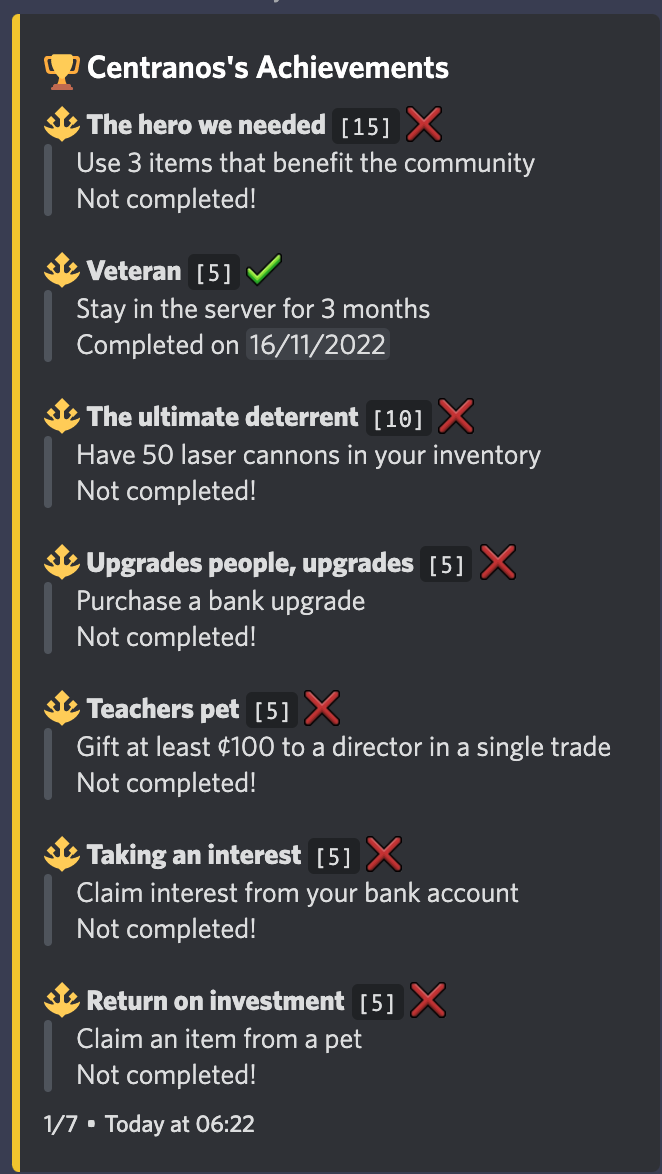 Centranos's Achievements
The hero we needed [15]
Use 3 items that benefit the community
Not completed!
Veteran [5]
Stay in the server for 3 months
Completed on 16/11/2022
The ultimate deterrent [10]
Have 50 laser cannons in your inventory
Not completed!
Upgrades people, upgrades [5]
Purchase a bank upgrade
Not completed!
Teachers pet [5]
Gift at least ¢100 to a director in a single trade
Not completed!
Taking an interest [5]
Claim interest from your bank account
Not completed!
Return on investment [5]
Claim an item from a pet
Not completed!
1/7 • Today at 06:22